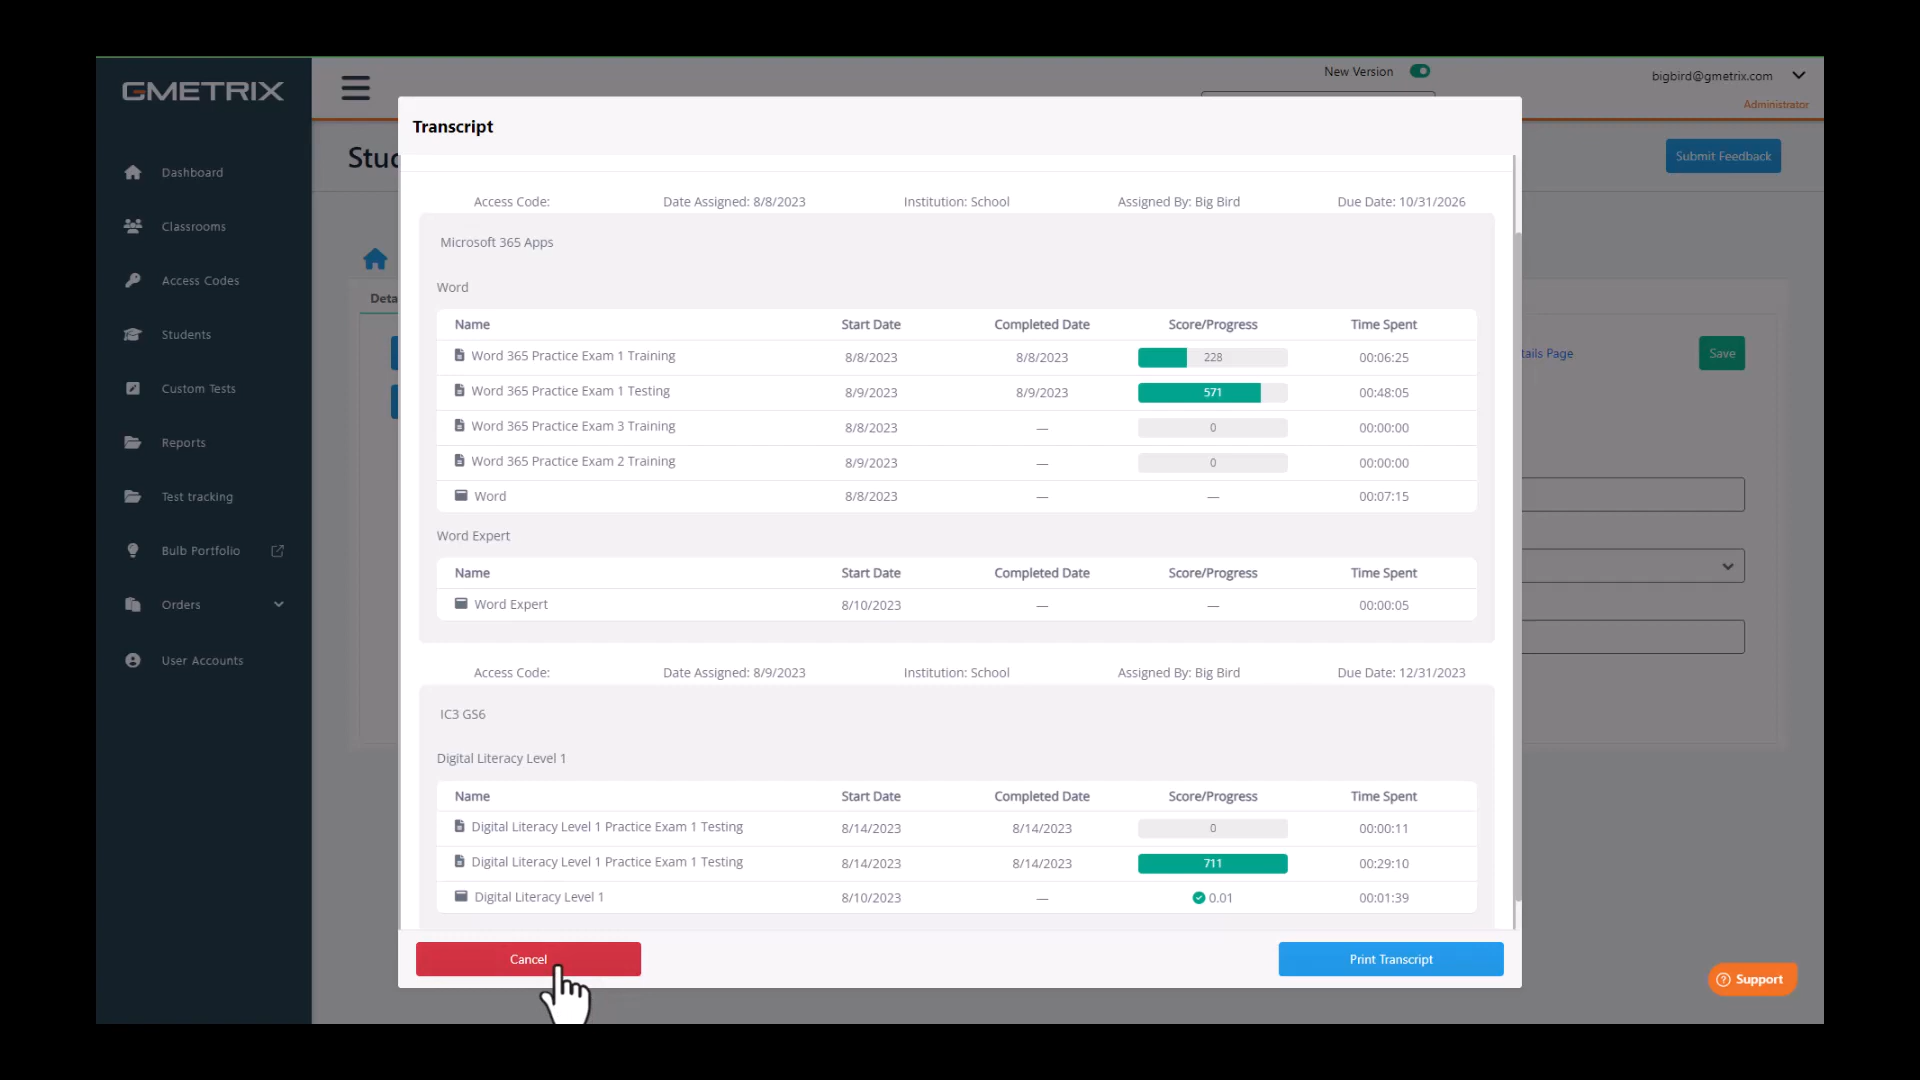 GMETRIX
New Version
bigbird@gmetrix.com
Administrator
Transcript
Submit Feedback
Dashboard
Classrooms
Access Codes
Students
Custom Tests
Reports
Test tracking
Bulb Portfolio
Orders
User Accounts
Save
Access Code: Date Assigned: 8/8/2023 Institution: School Assigned By: Big Bird Due Date: 10/31/2026
Microsoft 365 Apps
Word
Name Start Date Completed Date Score/Progress Time Spent
Word 365 Practice Exam 1 Training 8/8/2023 8/8/2023 228 00:06:25
Word 365 Practice Exam 1 Testing 8/9/2023 8/9/2023 571 00:48:05
Word 365 Practice Exam 3 Training 8/8/2023 — 0 00:00:00
Word 365 Practice Exam 2 Training 8/9/2023 — 0 00:00:00
Word 8/8/2023 — — 00:07:15
Word Expert
Name Start Date Completed Date Score/Progress Time Spent
Word Expert 8/10/2023 — — 00:00:05
Access Code: Date Assigned: 8/9/2023 Institution: School Assigned By: Big Bird Due Date: 12/31/2023
IC3 GS6
Digital Literacy Level 1
Name Start Date Completed Date Score/Progress Time Spent
Digital Literacy Level 1 Practice Exam 1 Testing 8/14/2023 8/14/2023 0 00:00:11
Digital Literacy Level 1 Practice Exam 1 Testing 8/14/2023 8/14/2023 711 00:29:10
Digital Literacy Level 1 8/10/2023 — 0.01 00:01:39
Cancel
Print Transcript
Support